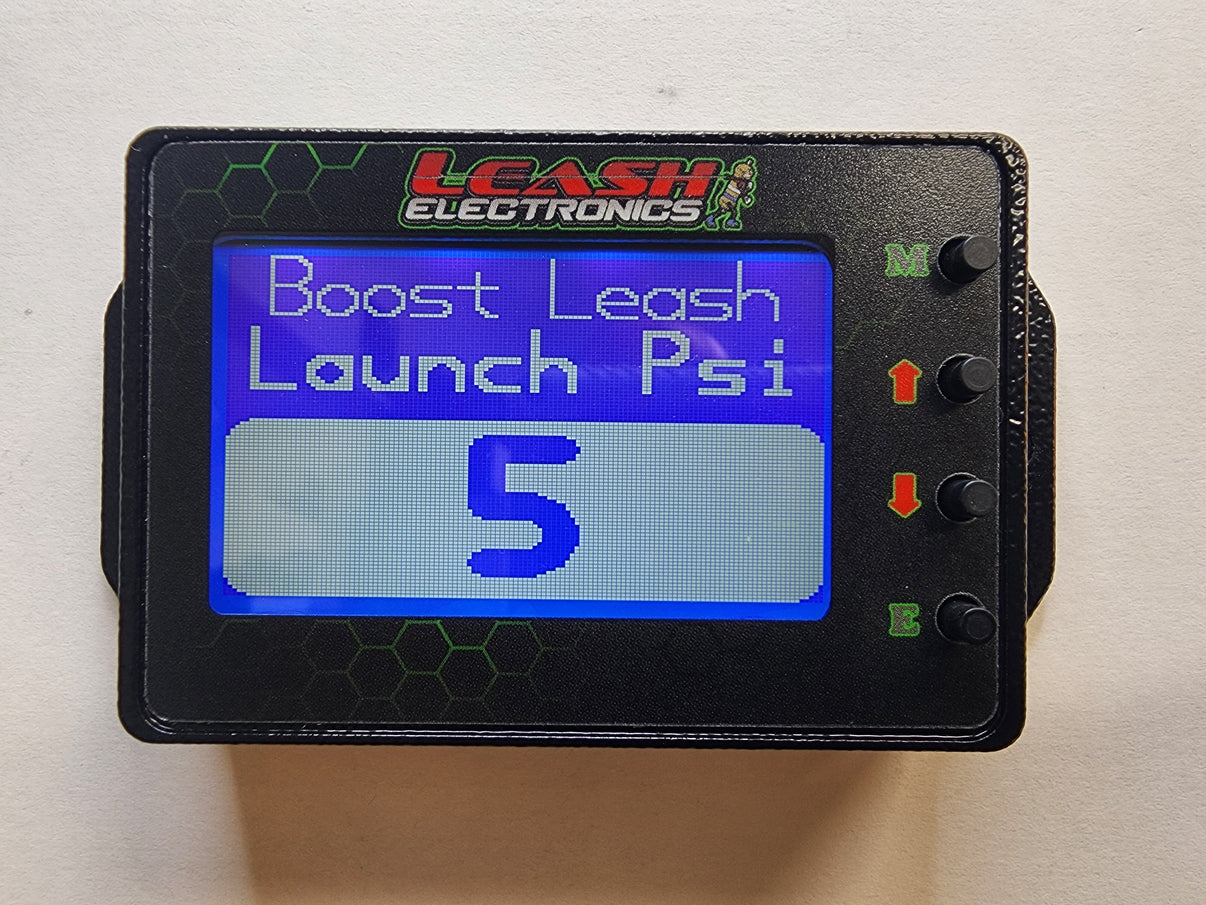 LEASH
ELECTRONICS
Boost Leash
Launch Psi
5
M
E